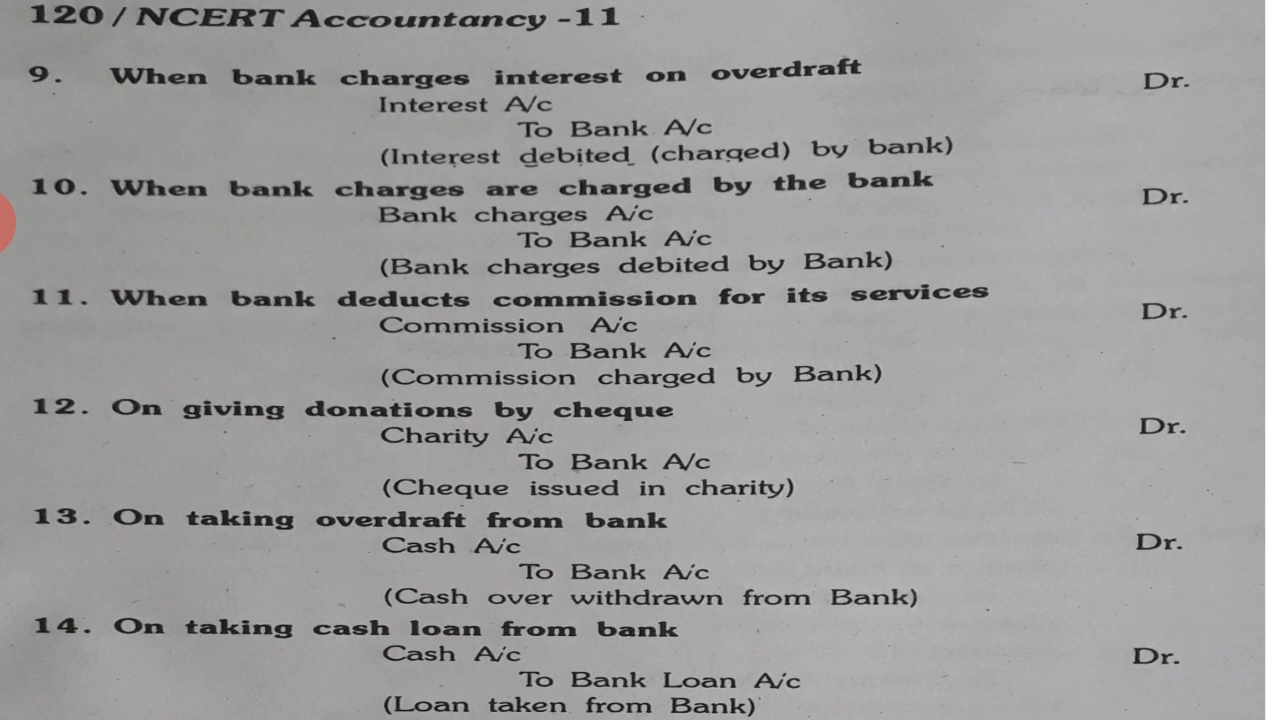 120 / NCERT Accountancy -11
9. When bank charges interest on overdraft
Interest A/c Dr.
To Bank A/c
(Interest debited (charged) by bank)
10. When bank charges are charged by the bank
Bank charges A/c Dr.
To Bank A/c
(Bank charges debited by Bank)
11. When bank deducts commission for its services
Commission A/c Dr.
To Bank A/c
(Commission charged by Bank)
12. On giving donations by cheque
Charity A/c Dr.
To Bank A/c
(Cheque issued in charity)
13. On taking overdraft from bank
Cash A/c Dr.
To Bank A/c
(Cash over withdrawn from Bank)
14. On taking cash loan from bank
Cash A/c Dr.
To Bank Loan A/c
(Loan taken from Bank)